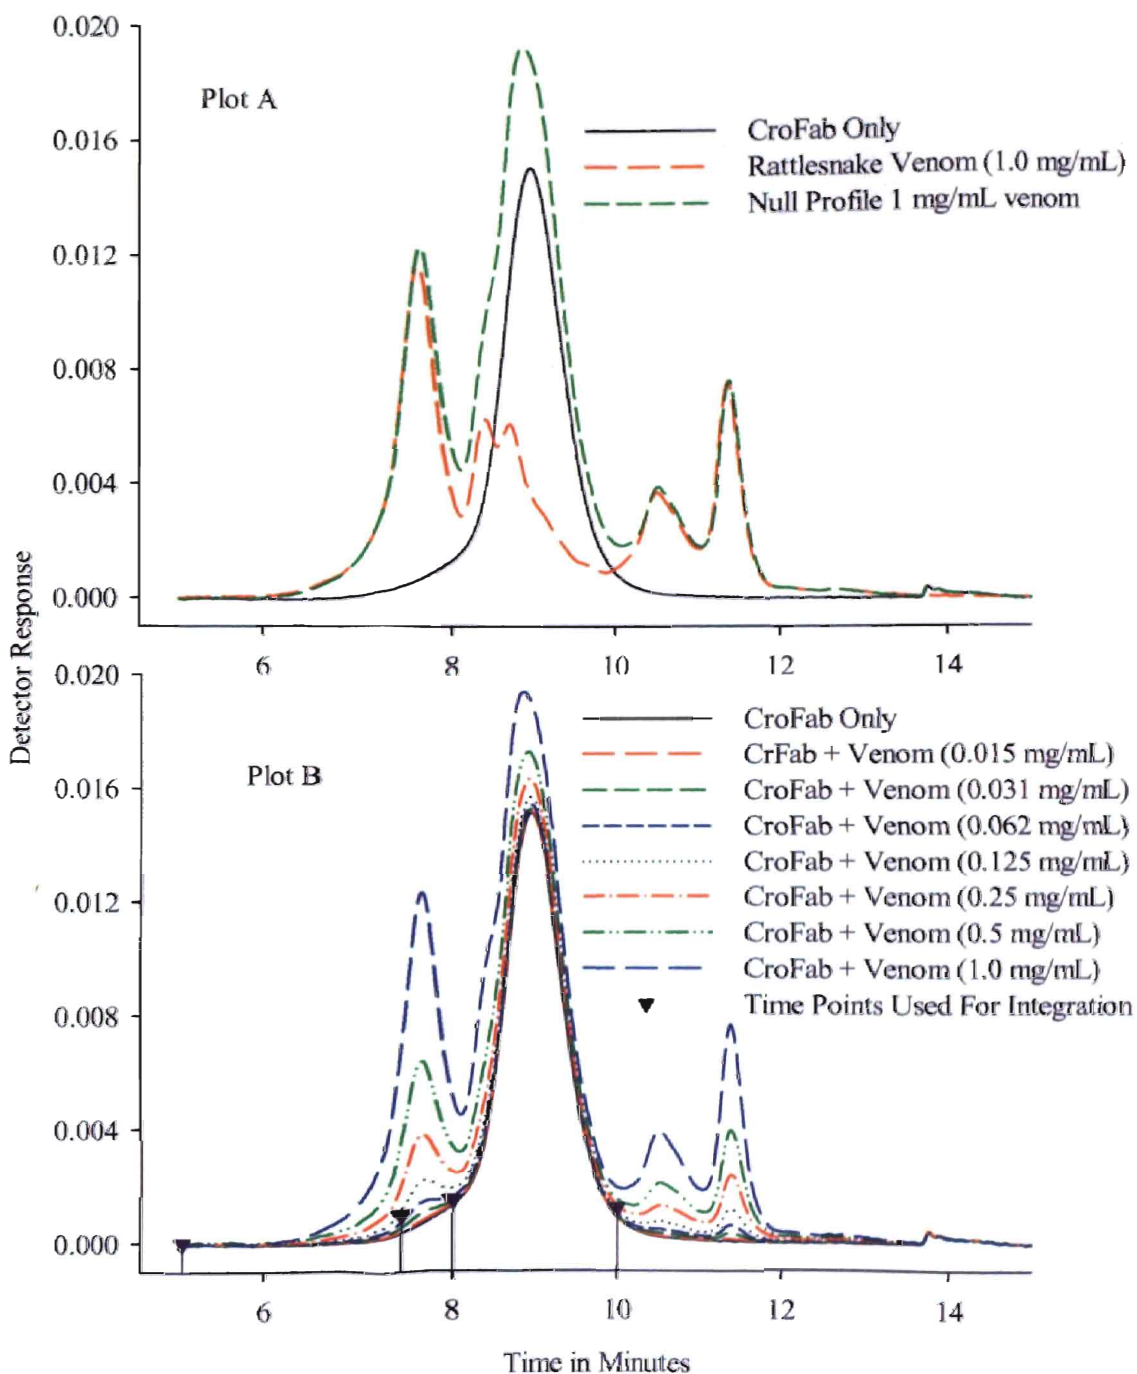 0.020
Plot A
CroFab Only
0.016
Rattlesnake Venom (1.0 mg/mL)
Null Profile 1 mg/mL venom
0.012
0.008
0.004
0.000
6 8 10 12 14
Detector Response
0.020
CroFab Only
CrFab + Venom (0.015 mg/mL)
Plot B
0.016
CroFab + Venom (0.031 mg/mL)
CroFab + Venom (0.062 mg/mL)
CroFab + Venom (0.125 mg/mL)
0.012
CroFab + Venom (0.25 mg/mL)
CroFab + Venom (0.5 mg/mL)
CroFab + Venom (1.0 mg/mL)
0.008
Time Points Used For Integration
0.004
0.000
6 8 10 12 14
Time in Minutes